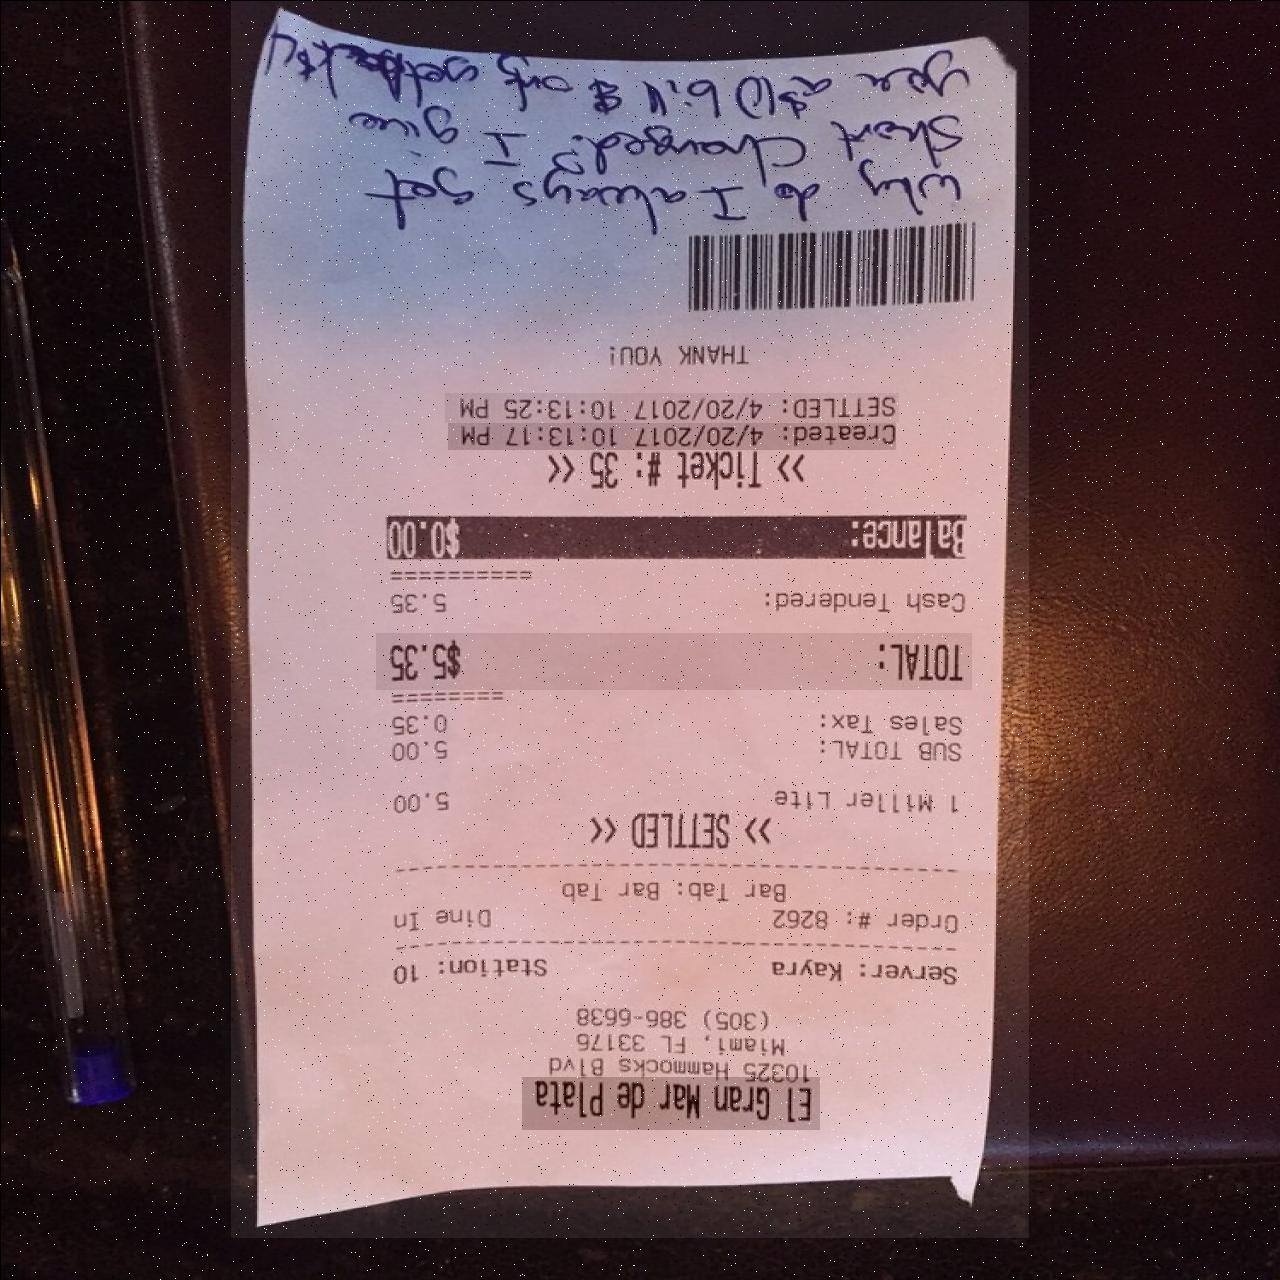 El Gran Mar de Plata
10325 Hammocks Blvd
Miami, FL 33176
(305) 386-6638
Server: Kayra Station: 10
Order #: 8262 Dine In
Bar Tab: Bar Tab
>> SETTLED <<
1 Miller Lite 5.00
SUB TOTAL: 5.00
Sales Tax: 0.35
TOTAL: $5.35
Cash Tendered: 5.35
Balance: $0.00
>> Ticket #: 35 <<
Created: 4/20/2017 10:13:17 PM
SETTLED: 4/20/2017 10:13:25 PM
THANK YOU!
Why do I always get
short changed. I give
you a $10 bill $ only get